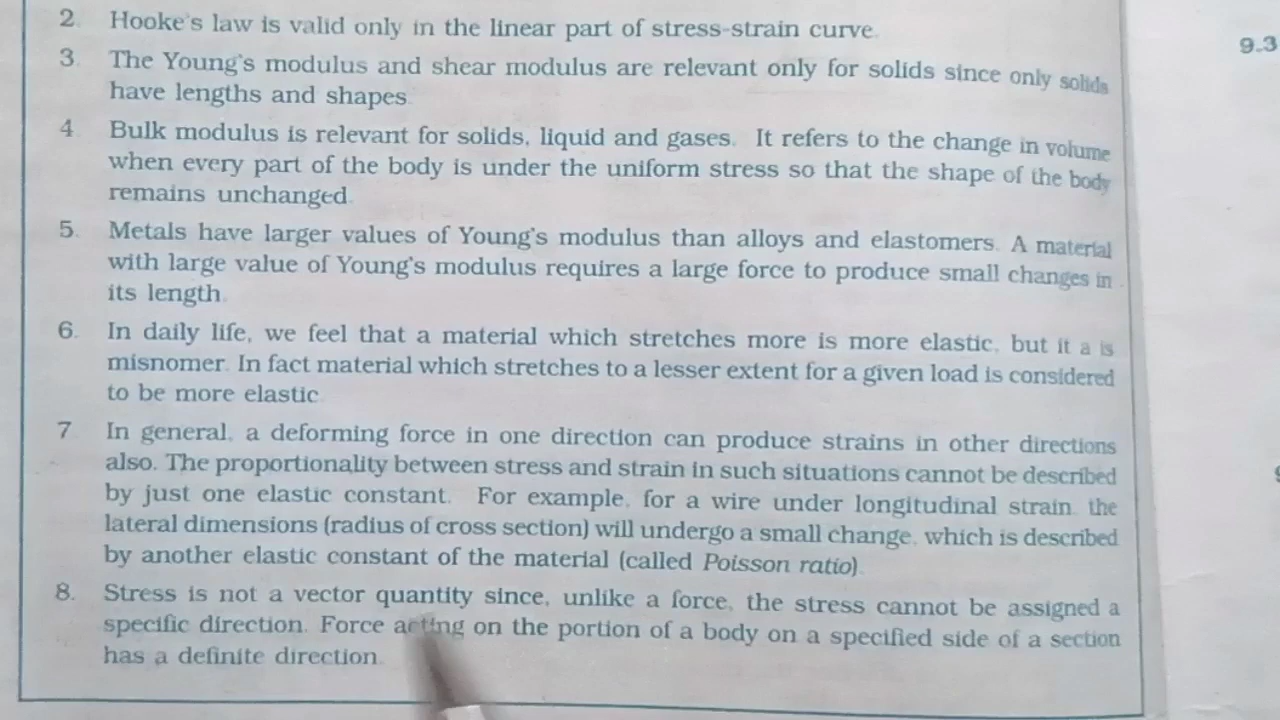 2. Hooke's law is valid only in the linear part of stress-strain curve.
9.3
3. The Young's modulus and shear modulus are relevant only for solids since only solids
have lengths and shapes.
4. Bulk modulus is relevant for solids, liquid and gases. It refers to the change in volume
when every part of the body is under the uniform stress so that the shape of the body
remains unchanged.
5. Metals have larger values of Young's modulus than alloys and elastomers. A material
with large value of Young's modulus requires a large force to produce small changes in
its length.
6. In daily life, we feel that a material which stretches more is more elastic, but it a is
misnomer. In fact material which stretches to a lesser extent for a given load is considered
to be more elastic.
7. In general, a deforming force in one direction can produce strains in other directions
also. The proportionality between stress and strain in such situations cannot be described
by just one elastic constant. For example, for a wire under longitudinal strain, the
lateral dimensions (radius of cross section) will undergo a small change, which is described
by another elastic constant of the material (called Poisson ratio).
8. Stress is not a vector quantity since, unlike a force, the stress cannot be assigned a
specific direction. Force acting on the portion of a body on a specified side of a section
has a definite direction.